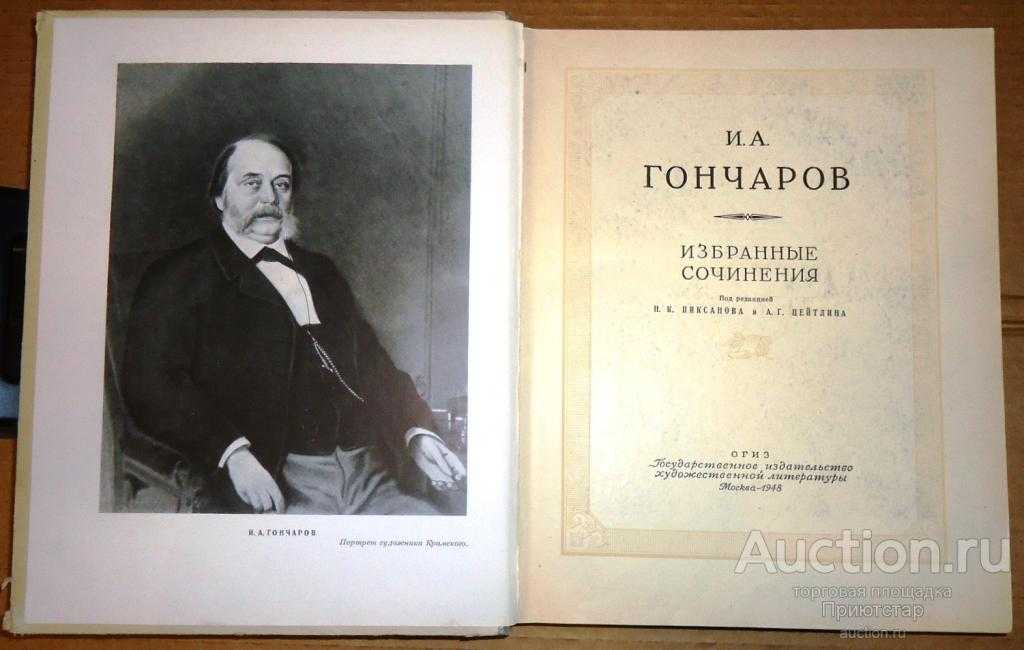 И. А. ГОНЧАРОВ
Портрет художника Крамского.
И. А.
ГОНЧАРОВ
ИЗБРАННЫЕ
СОЧИНЕНИЯ
Под редакцией
Н. К. ПИКСАНОВА и А. Г. ЦЕЙТЛИНА
ОГИЗ
Государственное издательство
художественной литературы
Москва—1948
Auction.ru
торговая площадка
Приютстар
auction.ru